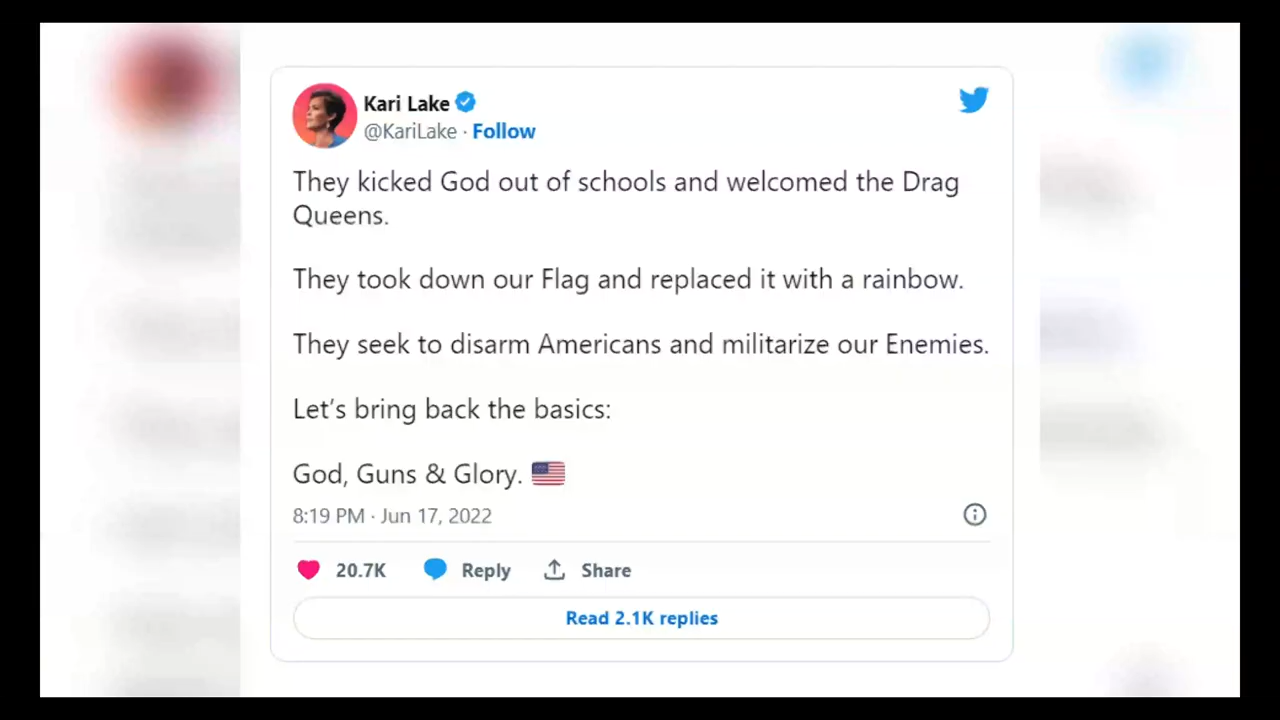 Kari Lake
@KariLake · Follow
They kicked God out of schools and welcomed the Drag
Queens.
They took down our Flag and replaced it with a rainbow.
They seek to disarm Americans and militarize our Enemies.
Let’s bring back the basics:
God, Guns & Glory. 🇺🇸
8:19 PM · Jun 17, 2022
20.7K Reply Share
Read 2.1K replies